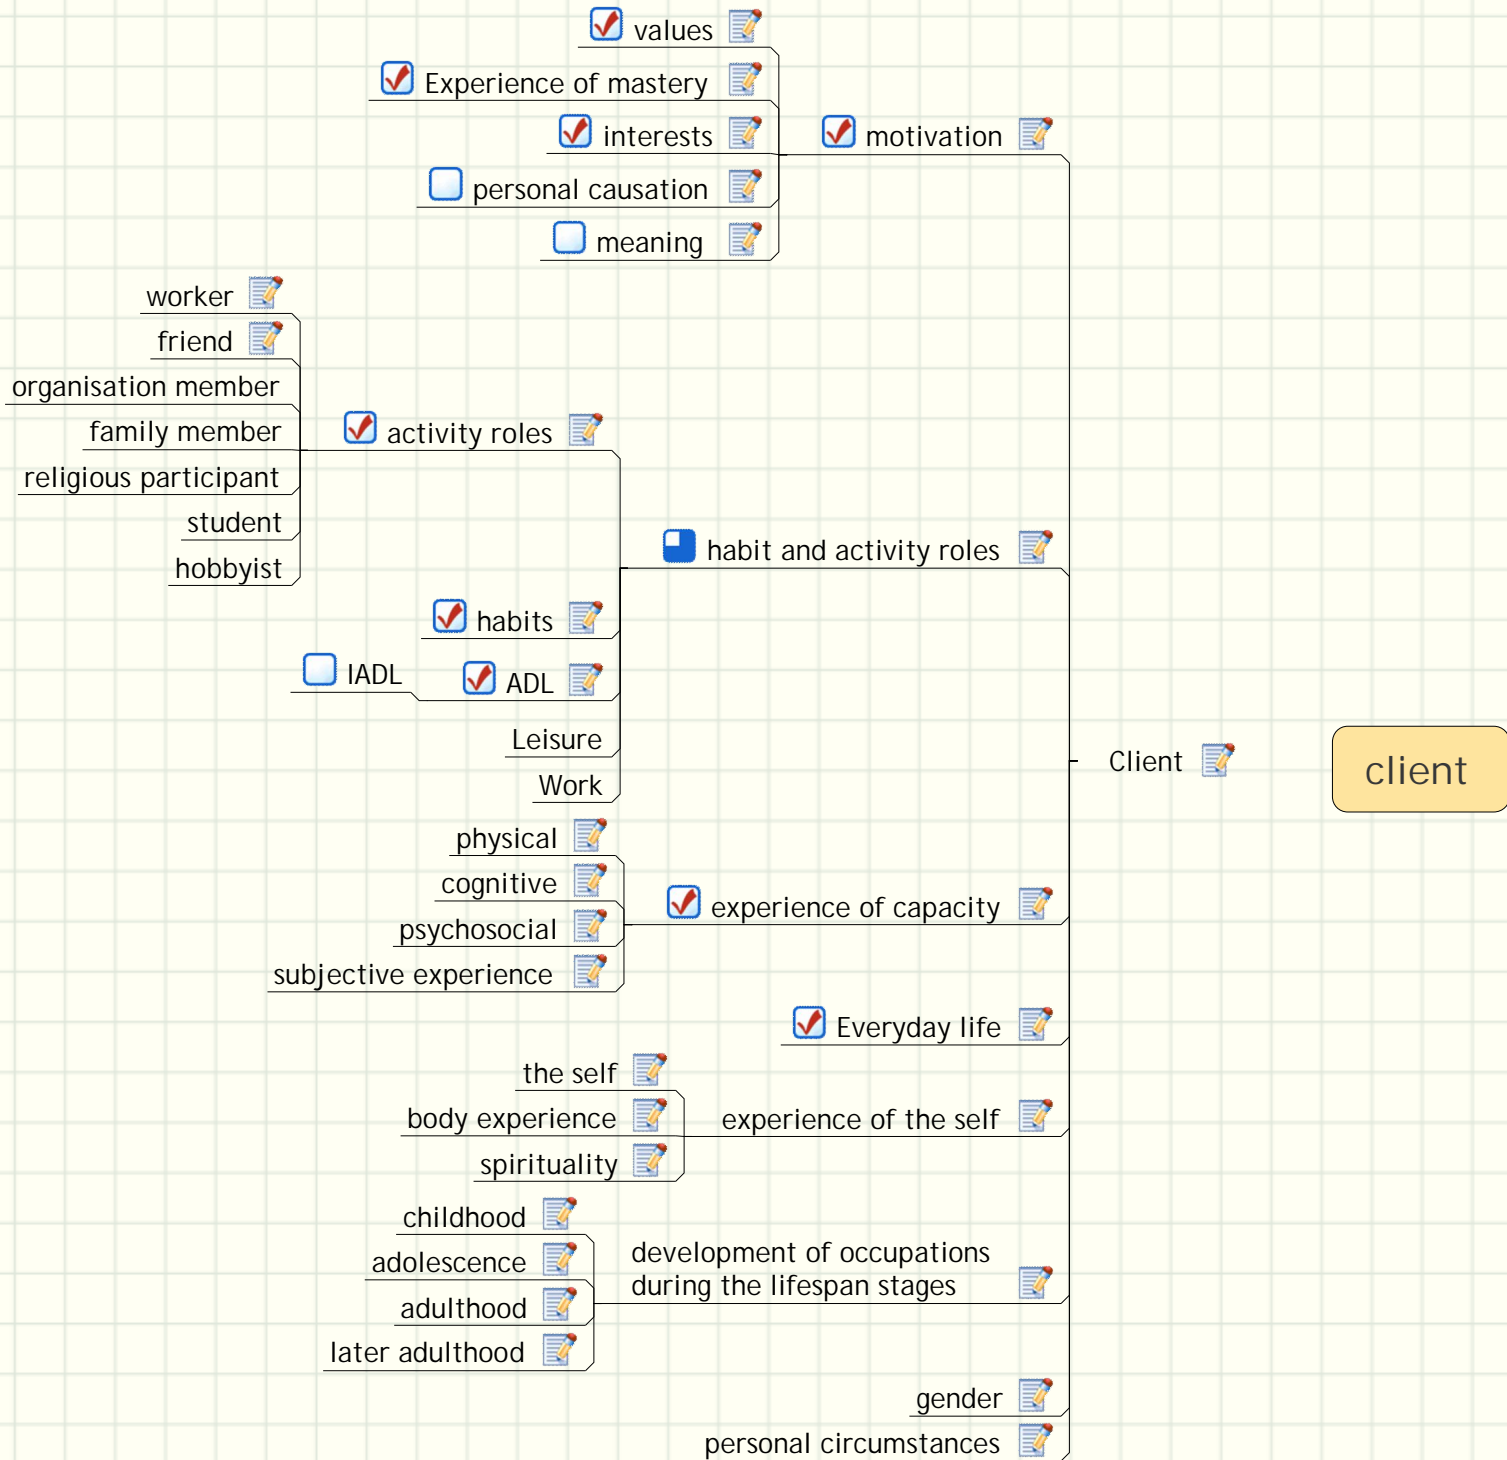 values
Experience of mastery
interests
motivation
personal causation
meaning
worker
friend
organisation member
family member
activity roles
religious participant
student
hobbyist
habit and activity roles
habits
IADL
ADL
Leisure
Work
Client
client
physical
cognitive
psychosocial
subjective experience
experience of capacity
Everyday life
the self
body experience
spirituality
experience of the self
childhood
adolescence
adulthood
later adulthood
development of occupations
during the lifespan stages
gender
personal circumstances